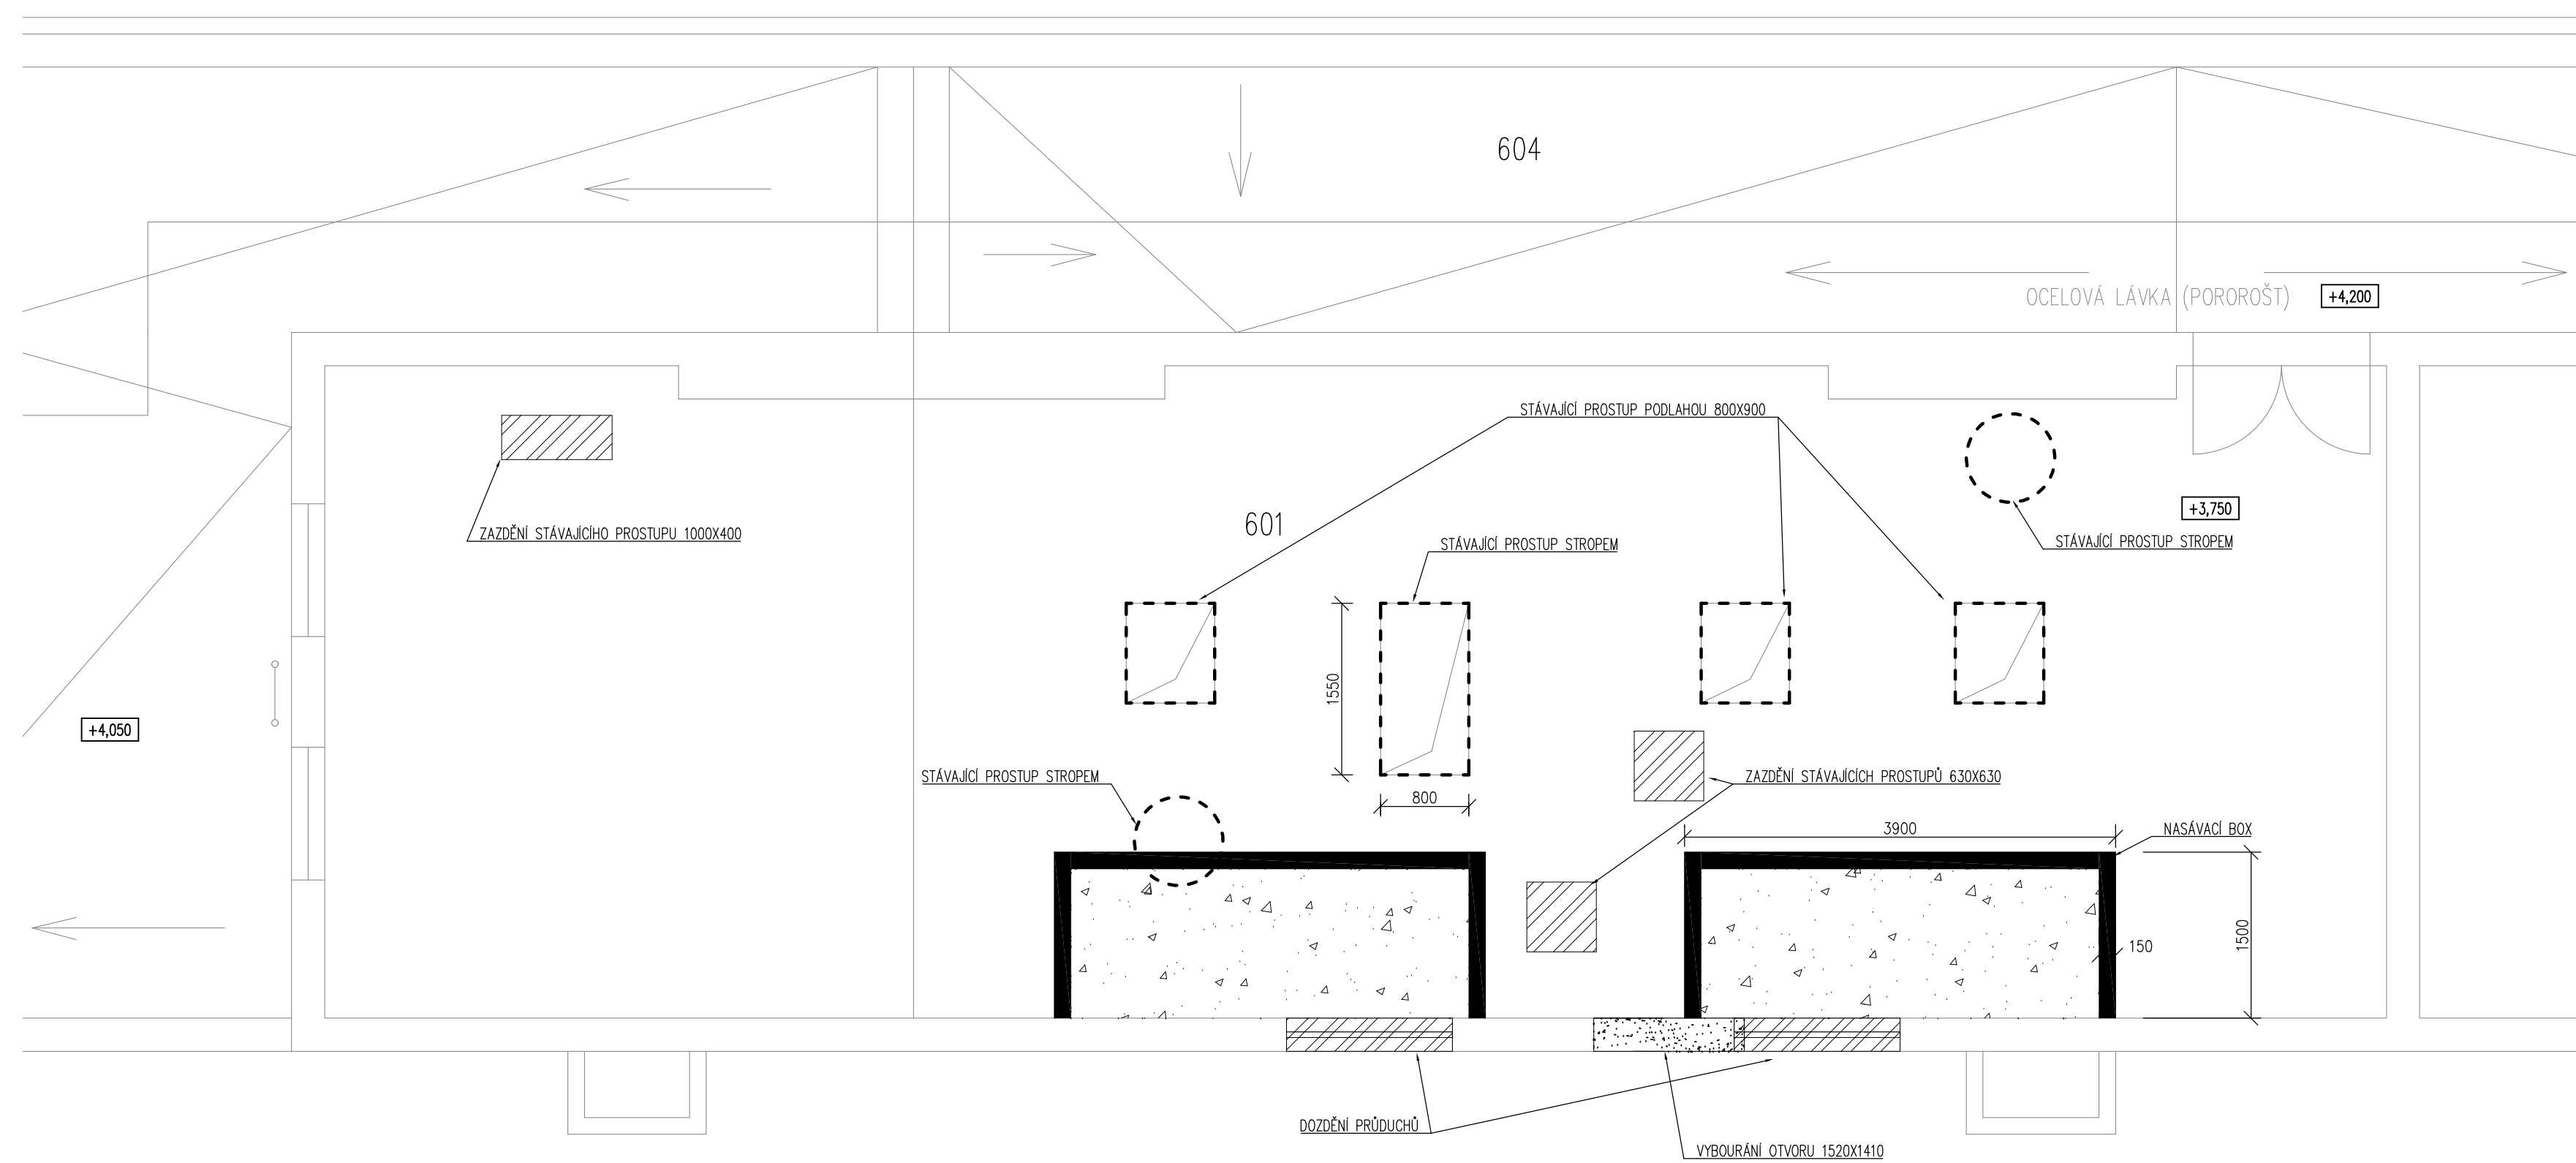 604
OCELOVÁ LÁVKA (POROROŠT)
+4,200
STÁVAJÍCÍ PROSTUP PODLAHOU 800X900
+3,750
601
ZAZDĚNÍ STÁVAJÍCÍHO PROSTUPU 1000X400
STÁVAJÍCÍ PROSTUP STROPEM
STÁVAJÍCÍ PROSTUP STROPEM
1550
+4,050
STÁVAJÍCÍ PROSTUP STROPEM
ZAZDĚNÍ STÁVAJÍCÍCH PROSTUPŮ 630X630
800
3900
NASÁVACÍ BOX
150
1500
DOZDĚNÍ PRŮDUCHŮ
VYBOURÁNÍ OTVORU 1520X1410